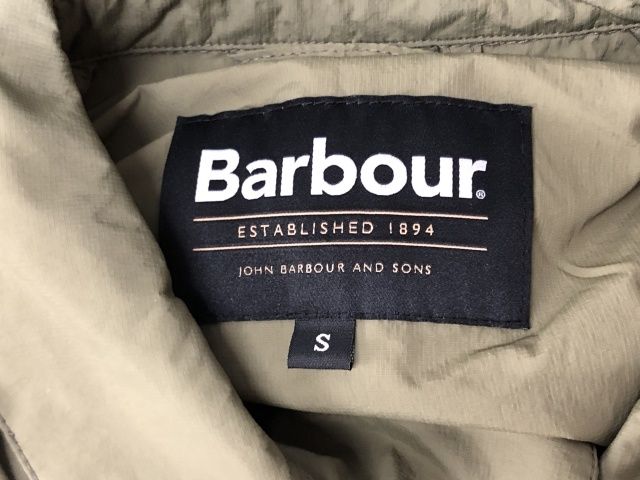 Barbour®
ESTABLISHED 1894
JOHN BARBOUR AND SONS
S